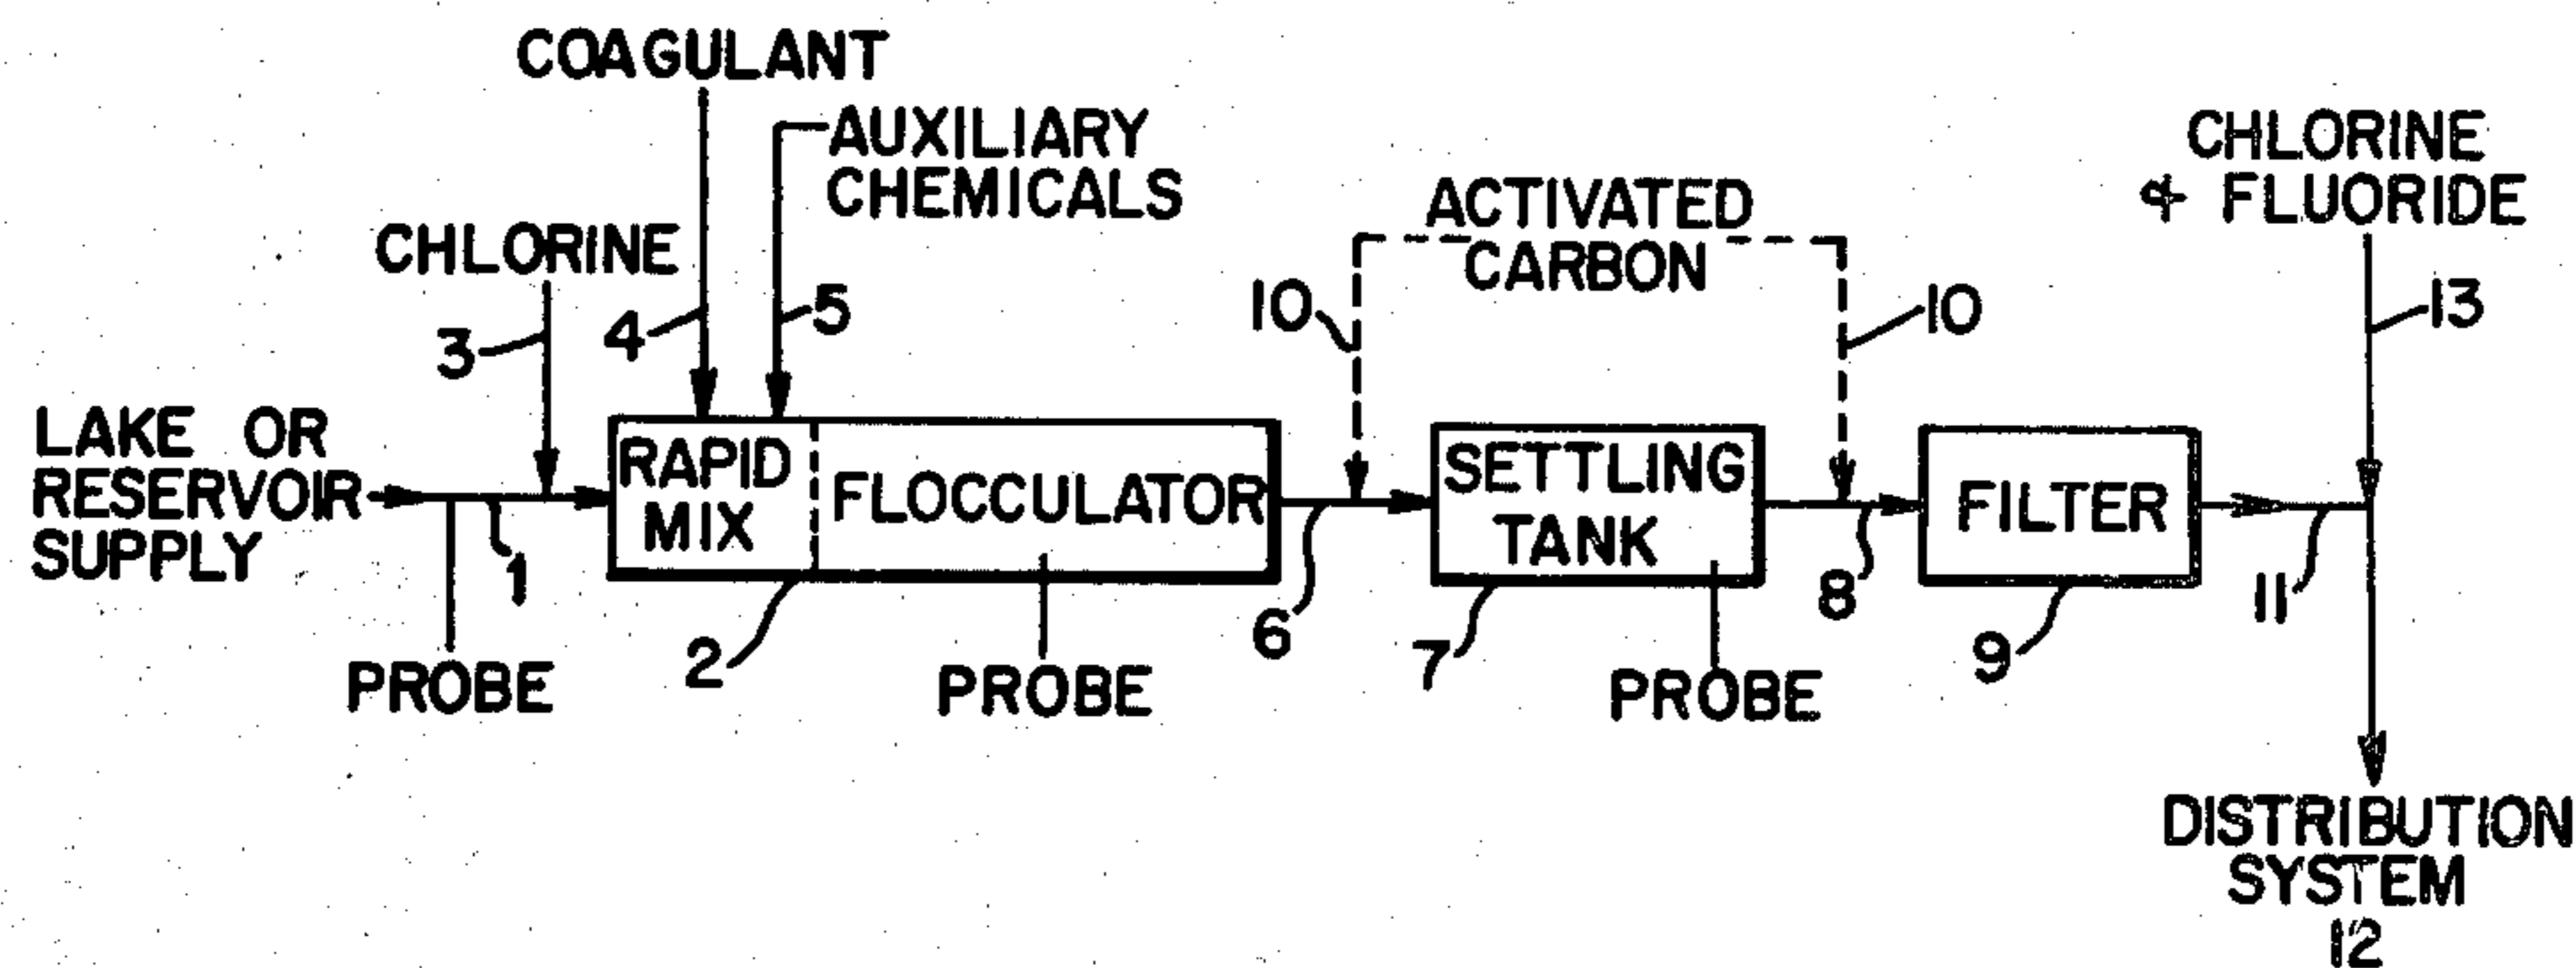 COAGULANT
AUXILIARY
CHEMICALS
CHLORINE
3
4
5
LAKE OR
RESERVOIR
SUPPLY
1
PROBE
RAPID
MIX
FLOCCULATOR
2
PROBE
ACTIVATED
CARBON
10
10
6
SETTLING
TANK
7
PROBE
8
FILTER
9
CHLORINE
& FLUORIDE
13
11
DISTRIBUTION
SYSTEM
12